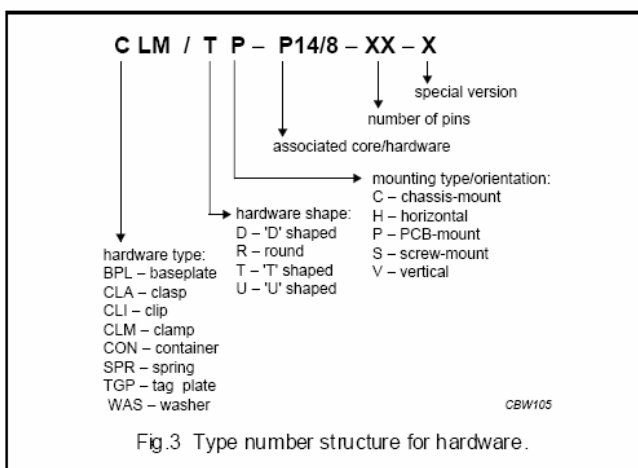 C LM / T P – P14/8 – XX – X
special version
number of pins
associated core/hardware
mounting type/orientation:
C – chassis-mount
H – horizontal
P – PCB-mount
S – screw-mount
V – vertical
hardware shape:
D – 'D' shaped
R – round
T – 'T' shaped
U – 'U' shaped
hardware type:
BPL – baseplate
CLA – clasp
CLI – clip
CLM – clamp
CON – container
SPR – spring
TGP – tag plate
WAS – washer
CBW105
Fig.3 Type number structure for hardware.